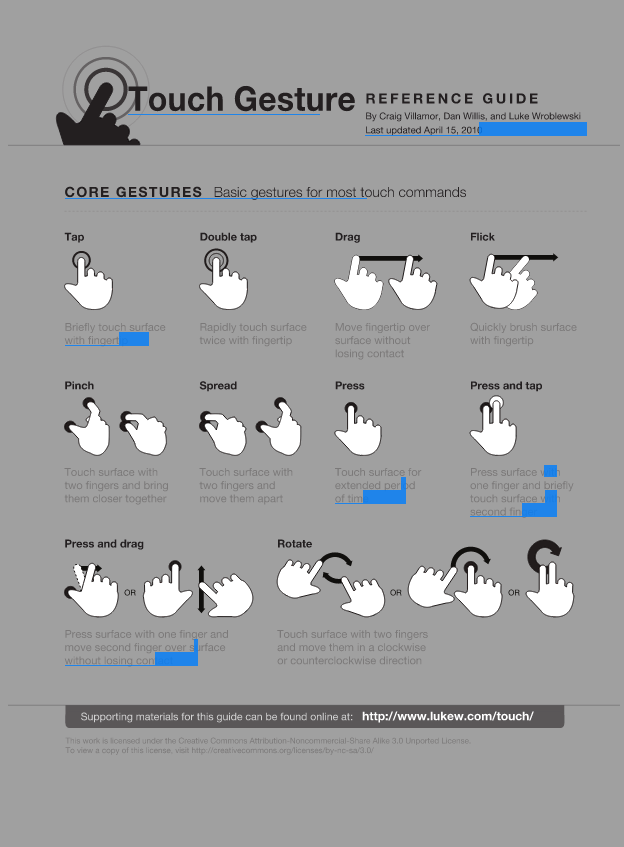 Touch Gesture REFERENCE GUIDE
By Craig Villamor, Dan Willis, and Luke Wroblewski
Last updated April 15, 2010
CORE GESTURES Basic gestures for most touch commands
Tap
Briefly touch surface
with
Double tap
Rapidly touch surface
twice with fingertip
Drag
Move fingertip over
surface without
losing contact
Flick
Quickly brush surface
with fingertip
Pinch
Touch surface with
two fingers and bring
them closer together
Spread
Touch surface with
two fingers and
move them apart
Press
Touch surface for
extended
of
Press and tap
Press surface
one finger and briefly
touch surface
second
Press and drag
OR
Press surface with one finger and
move second finger over surface
without losing
Rotate
OR
OR
Touch surface with two fingers
and move them in a clockwise
or counterclockwise direction
Supporting materials for this guide can be found online at: http://www.lukew.com/touch/
This work is licensed under the Creative Commons Attribution-Noncommercial-Share Alike 3.0 Unported License.
To view a copy of this license, visit http://creativecommons.org/licenses/by-nc-sa/3.0/